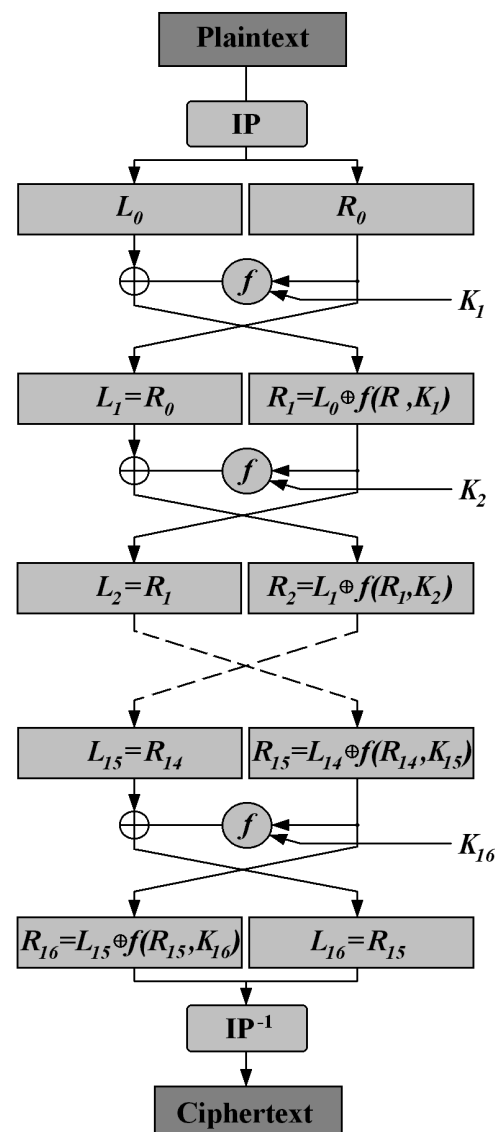 Plaintext
IP
L₀ R₀
⊕ f
K₁
L₁=R₀ R₁=L₀⊕f(R ,K₁)
⊕ f
K₂
L₂=R₁ R₂=L₁⊕f(R₁,K₂)
L₁₅=R₁₄ R₁₅=L₁₄⊕f(R₁₄,K₁₅)
⊕ f
K₁₆
R₁₆=L₁₅⊕f(R₁₅,K₁₆) L₁₆=R₁₅
IP⁻¹
Ciphertext